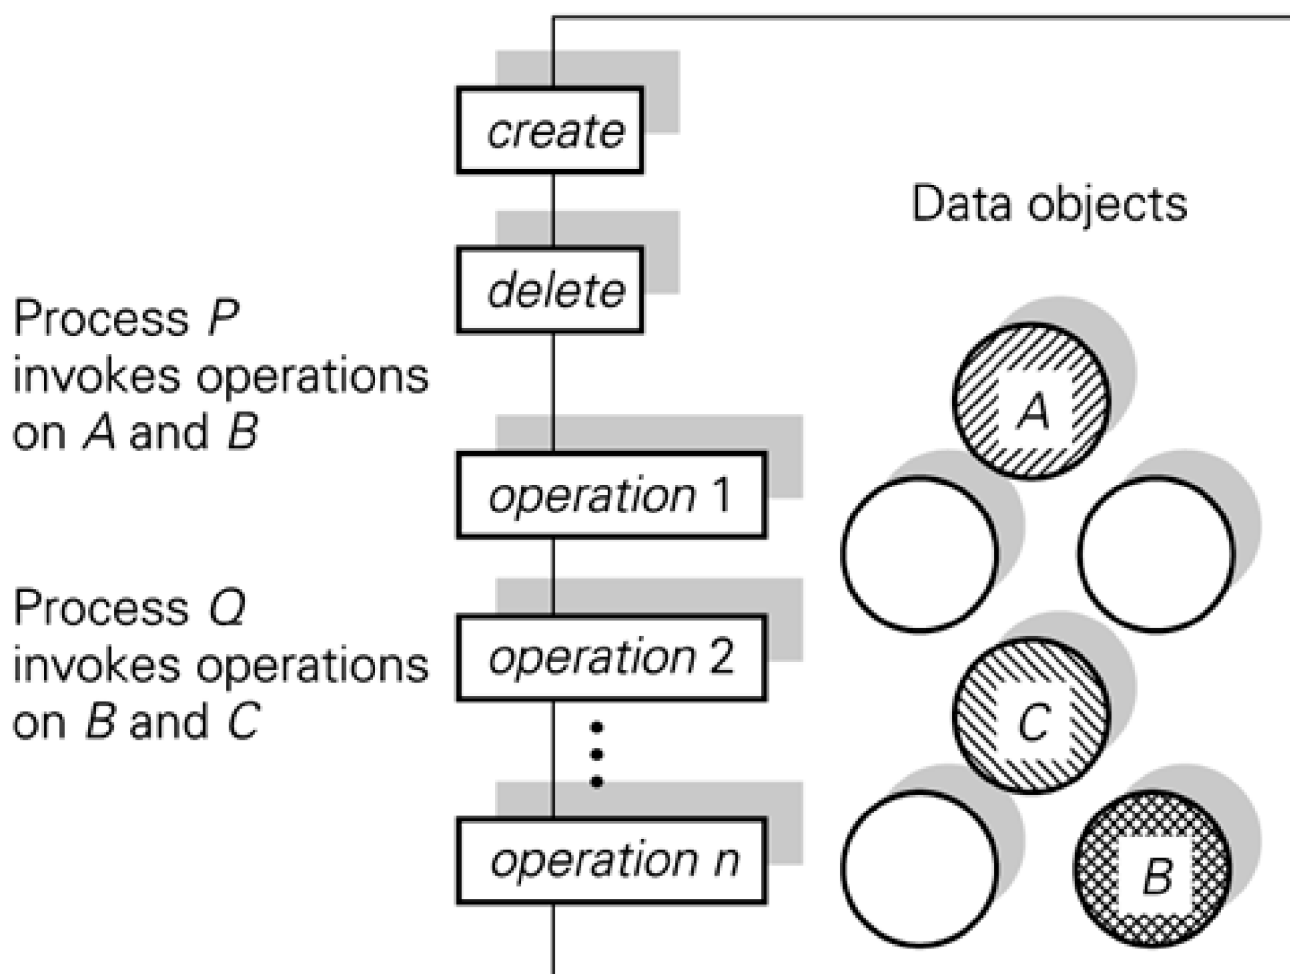 create
Data objects
delete
Process P
invokes operations
on A and B
A
operation 1
Process Q
invokes operations
on B and C
operation 2
C
operation n
B